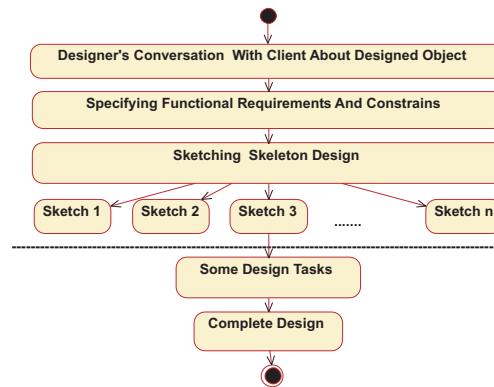 Designer's Conversation With Client About Designed Object
Specifying Functional Requirements And Constrains
Sketching Skeleton Design
Sketch 1
Sketch 2
Sketch 3
.......
Sketch n
Some Design Tasks
Complete Design